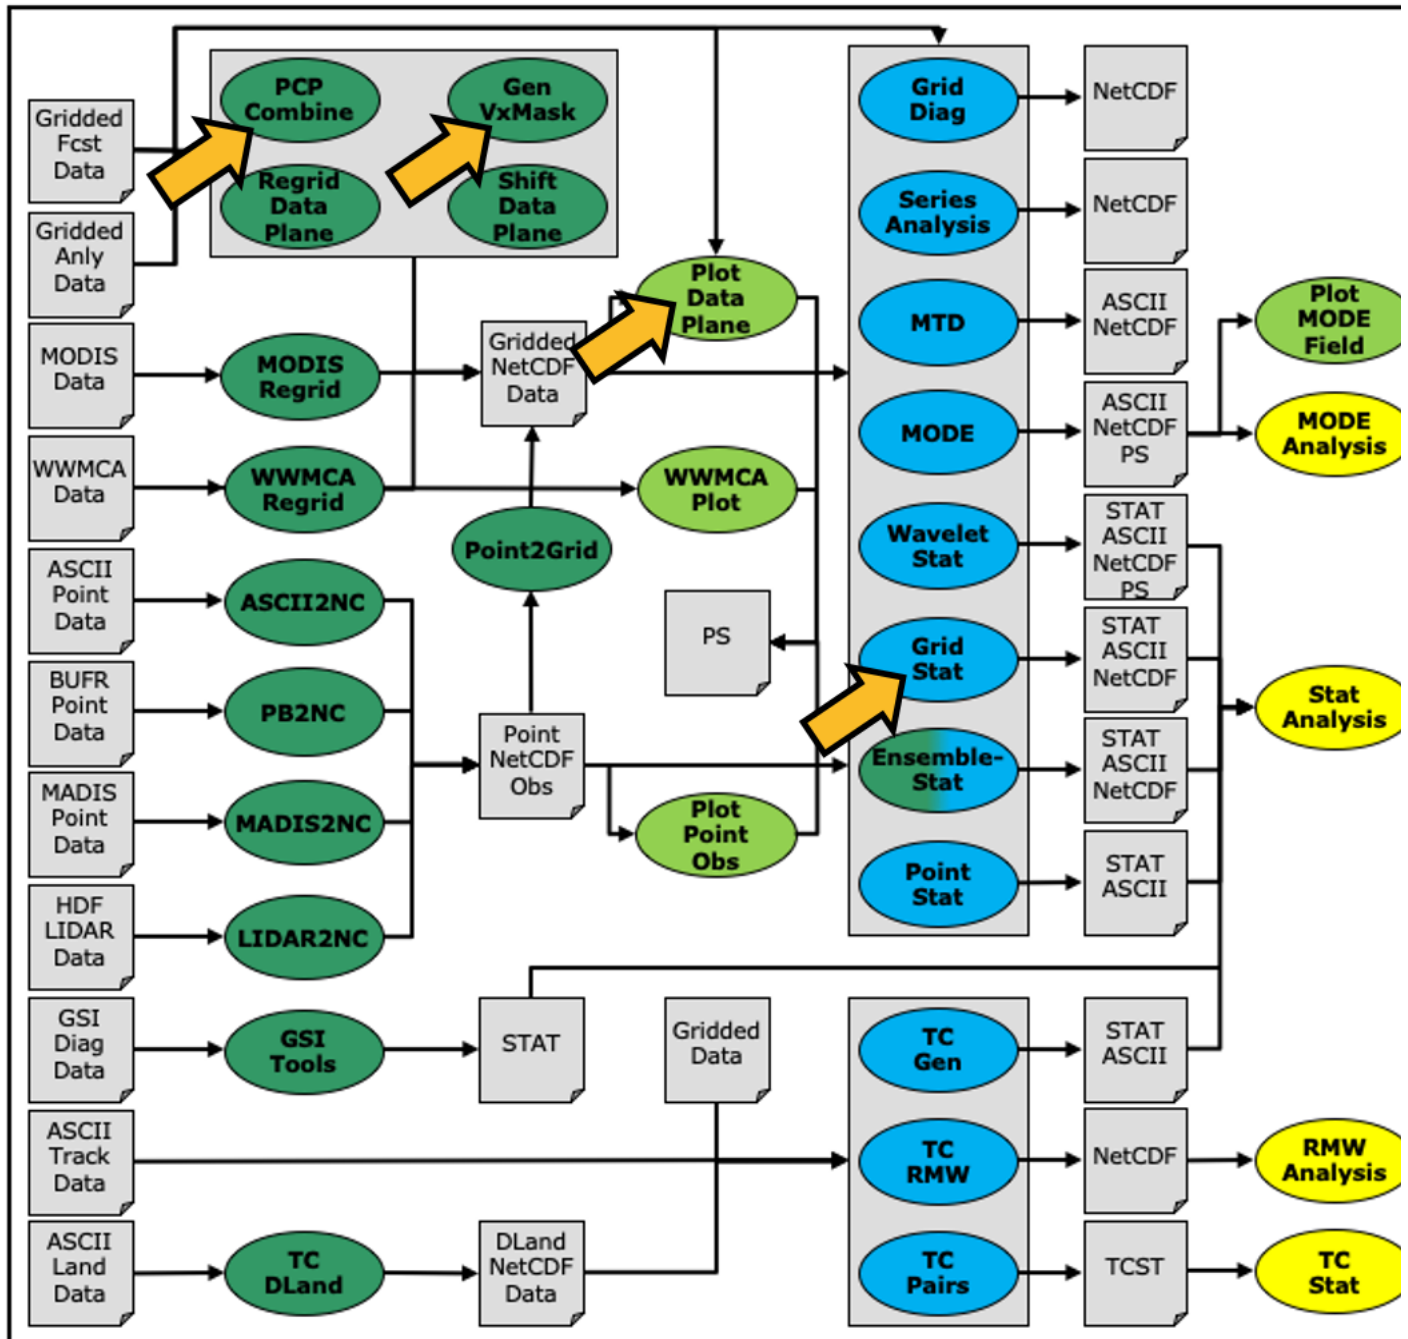 Gridded
Fcst
Data
Gridded
Anly
Data
MODIS
Data
WWMCA
Data
ASCII
Point
Data
BUFR
Point
Data
MADIS
Point
Data
HDF
LIDAR
Data
GSI
Diag
Data
ASCII
Track
Data
ASCII
Land
Data
PCP
Combine
Gen
VxMask
Regrid
Data
Plane
Shift
Data
Plane
MODIS
Regrid
WWMCA
Regrid
ASCII2NC
PB2NC
MADIS2NC
LIDAR2NC
GSI
Tools
TC
DLand
Gridded
NetCDF
Data
Point2Grid
Point
NetCDF
Obs
STAT
DLand
NetCDF
Data
Plot
Data
Plane
WWMCA
Plot
PS
Plot
Point
Obs
Gridded
Data
Grid
Diag
Series
Analysis
MTD
MODE
Wavelet
Stat
Grid
Stat
Ensemble-
Stat
Point
Stat
TC
Gen
TC
RMW
TC
Pairs
NetCDF
NetCDF
ASCII
NetCDF
ASCII
NetCDF
PS
STAT
ASCII
NetCDF
PS
STAT
ASCII
NetCDF
STAT
ASCII
NetCDF
STAT
ASCII
STAT
ASCII
NetCDF
TCST
Plot
MODE
Field
MODE
Analysis
Stat
Analysis
RMW
Analysis
TC
Stat